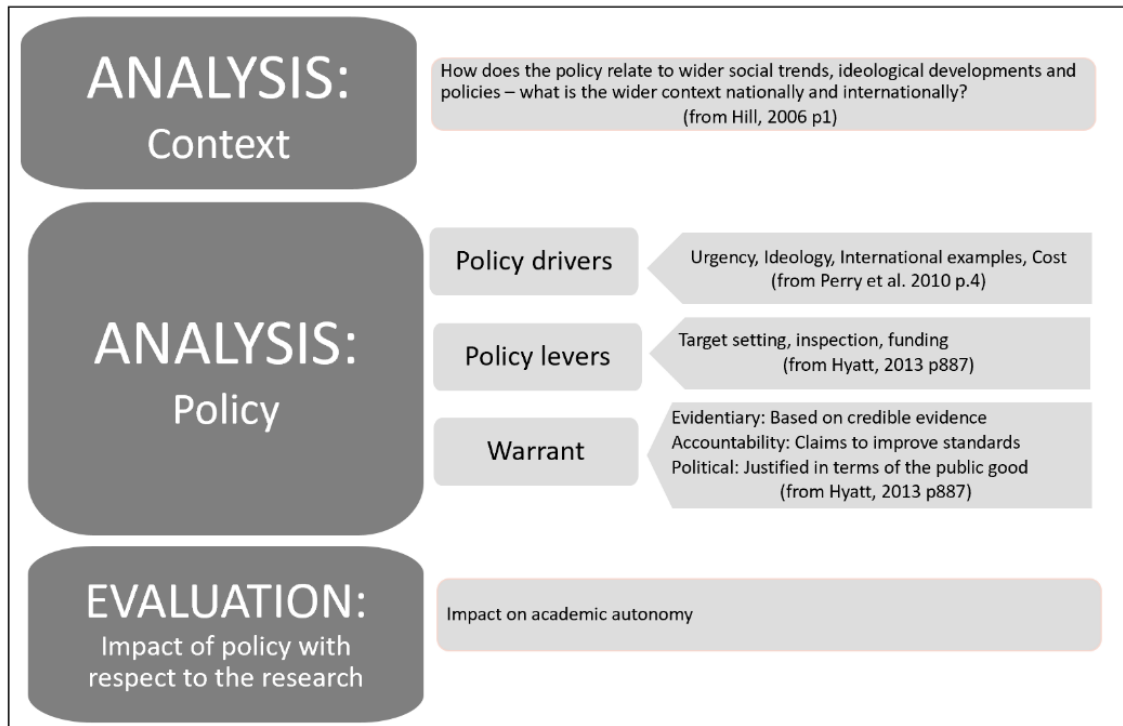 ANALYSIS:
Context
How does the policy relate to wider social trends, ideological developments and
policies – what is the wider context nationally and internationally?
(from Hill, 2006 p1)
ANALYSIS:
Policy
Policy drivers
Urgency, Ideology, International examples, Cost
(from Perry et al. 2010 p.4)
Policy levers
Target setting, inspection, funding
(from Hyatt, 2013 p887)
Warrant
Evidentiary: Based on credible evidence
Accountability: Claims to improve standards
Political: Justified in terms of the public good
(from Hyatt, 2013 p887)
EVALUATION:
Impact of policy with
respect to the research
Impact on academic autonomy